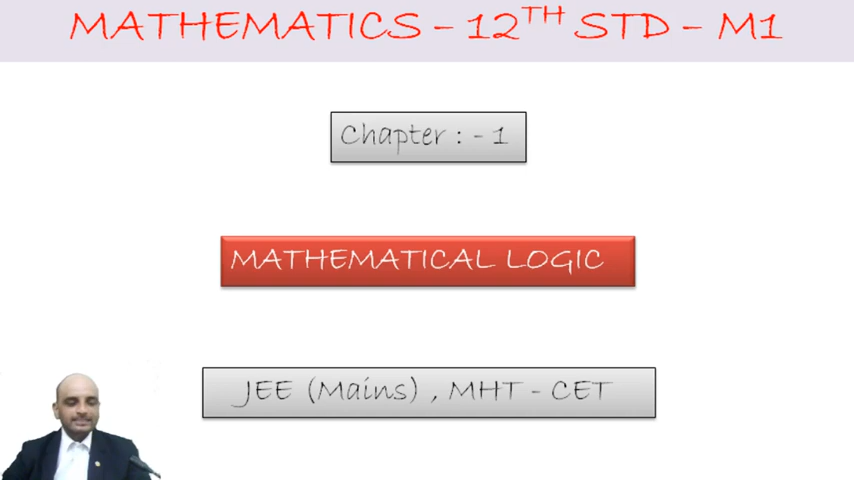 MATHEMATICS – 12TH STD – M1
Chapter : - 1
MATHEMATICAL LOGIC
JEE (Mains) , MHT - CET